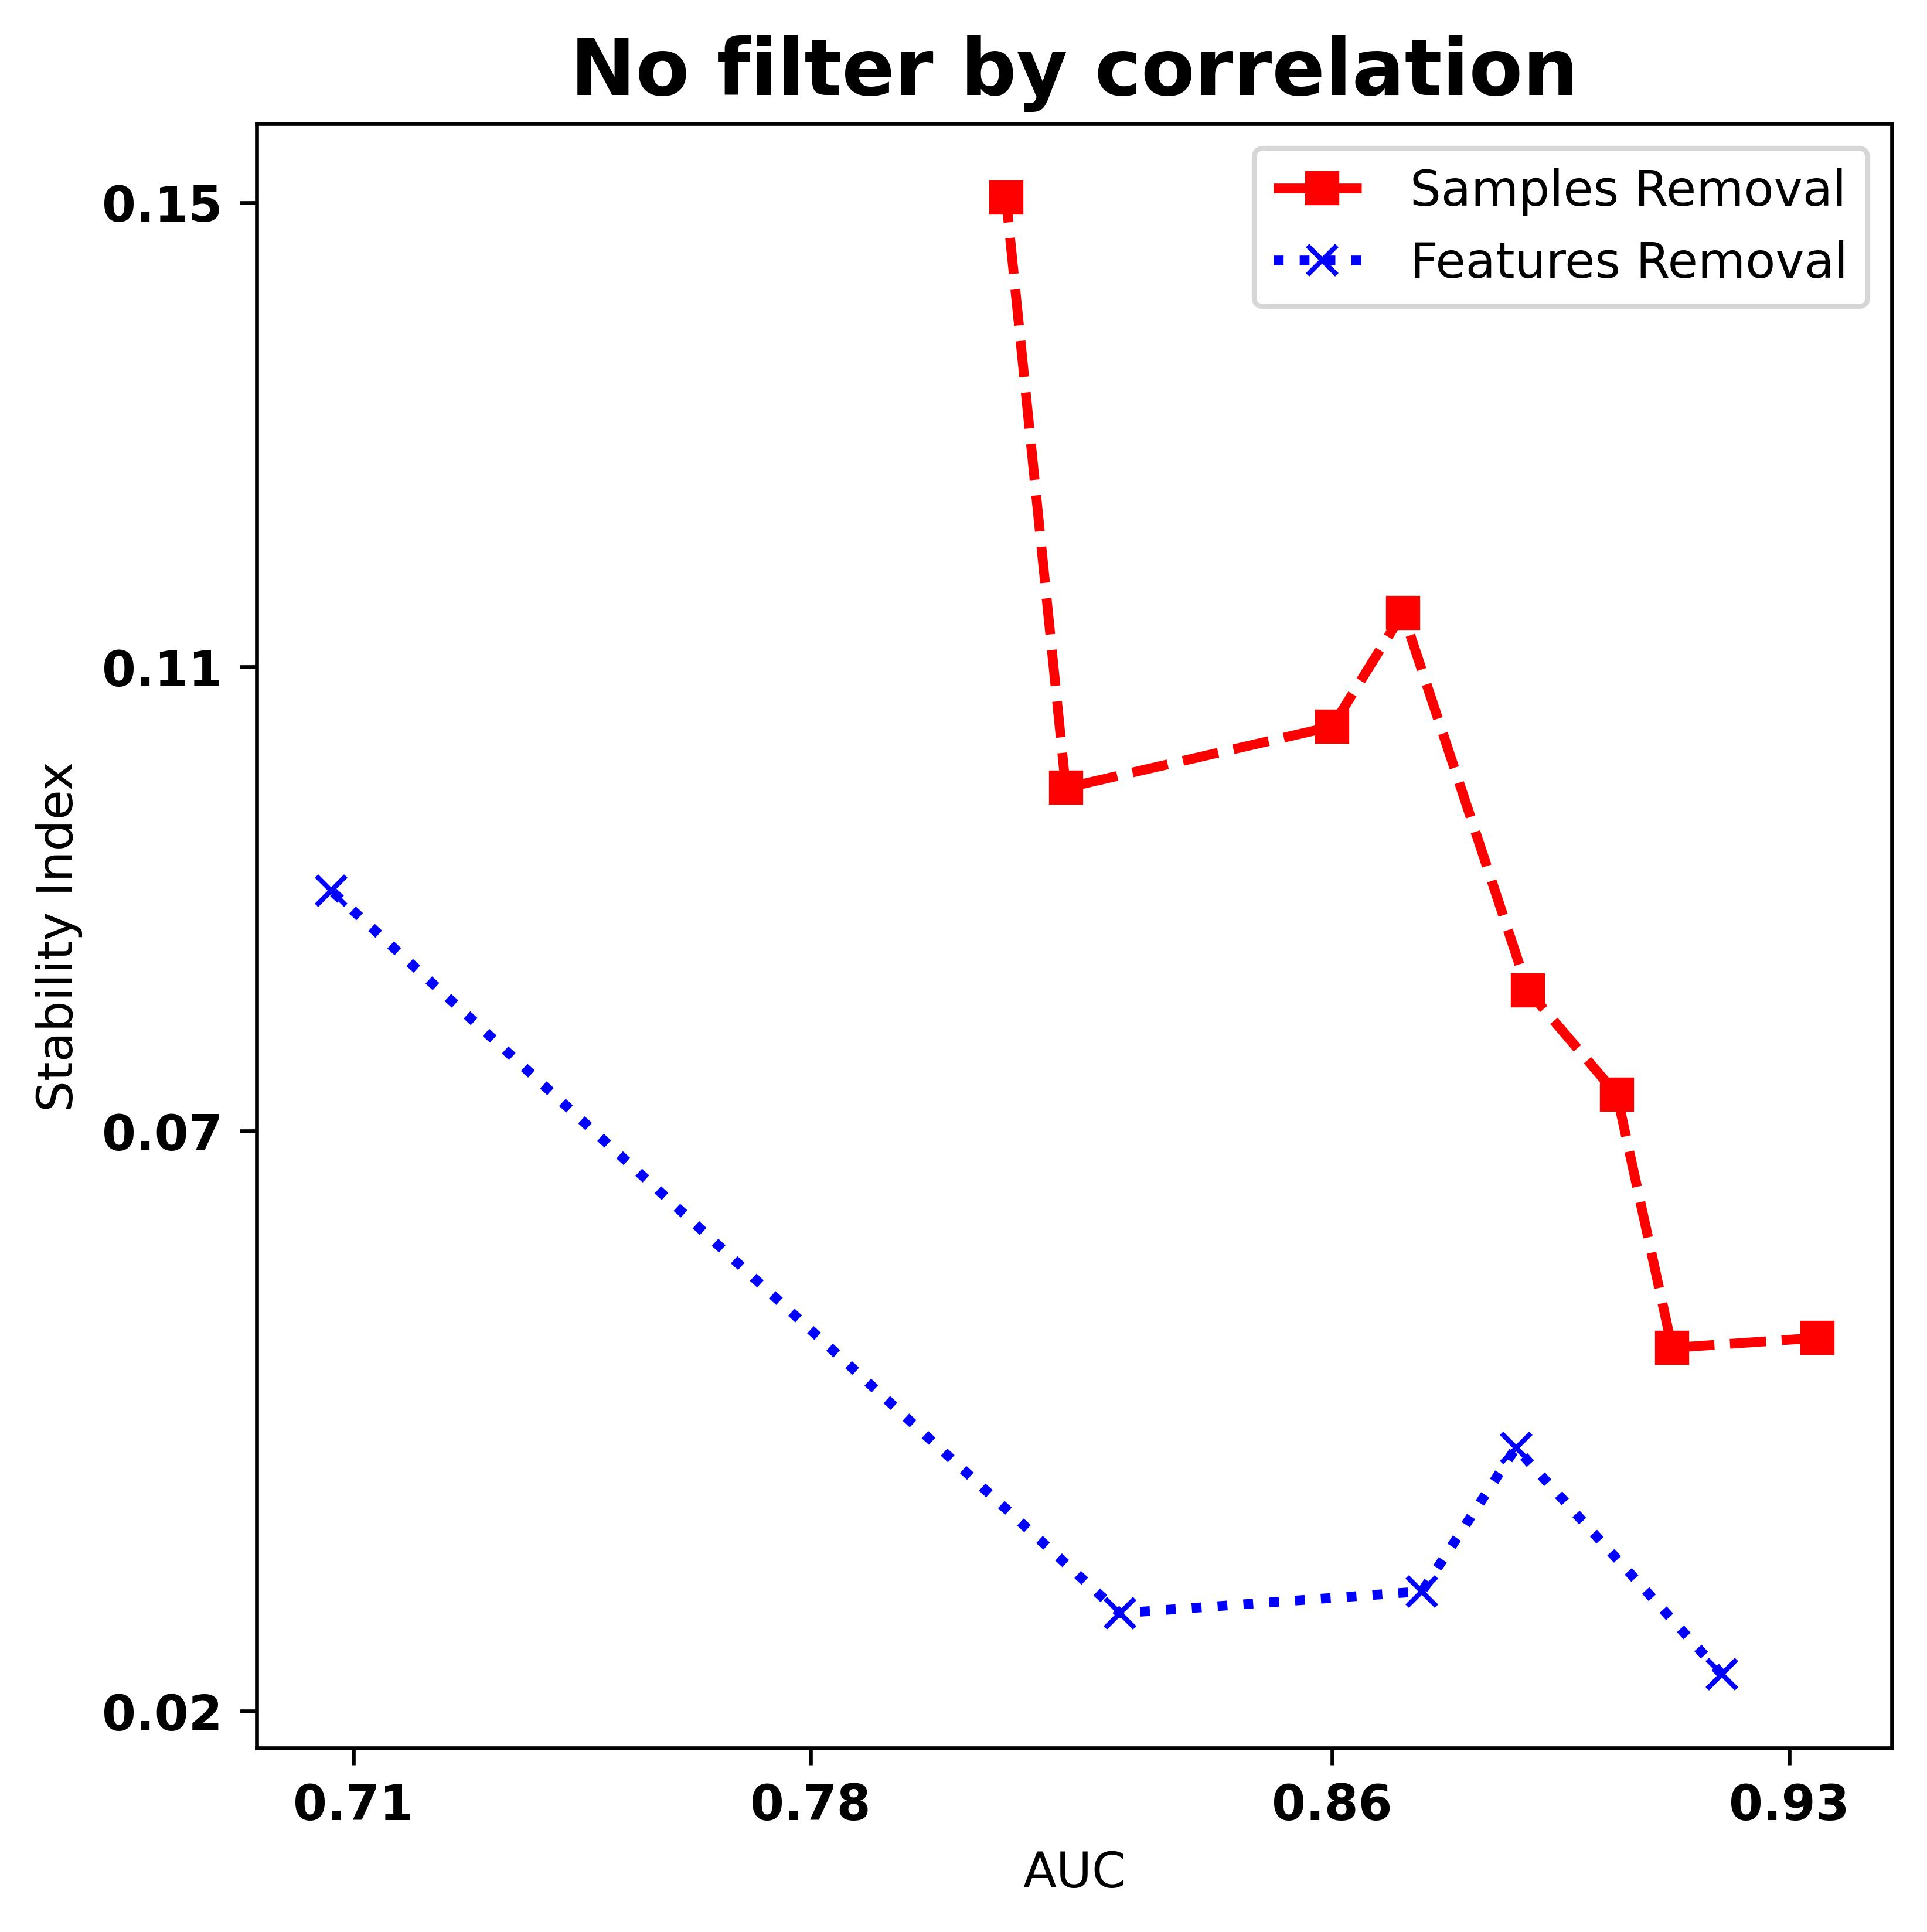 No filter by correlation
Samples Removal
Features Removal
0.15
0.11
0.07
0.02
Stability Index
0.71
0.78
0.86
0.93
AUC